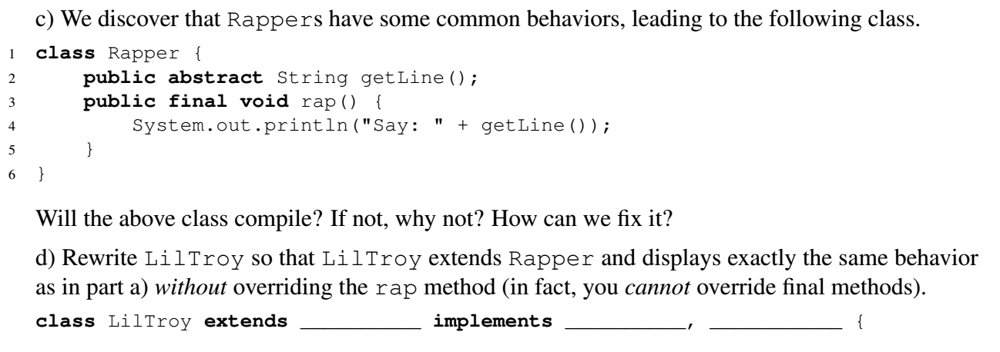 c) We discover that Rappers have some common behaviors, leading to the following class.
1 class Rapper {
2     public abstract String getLine();
3     public final void rap() {
4         System.out.println("Say: " + getLine());
5     }
6 }
Will the above class compile? If not, why not? How can we fix it?
d) Rewrite LilTroy so that LilTroy extends Rapper and displays exactly the same behavior
as in part a) without overriding the rap method (in fact, you cannot override final methods).
class LilTroy extends __________ implements __________, ___________ {